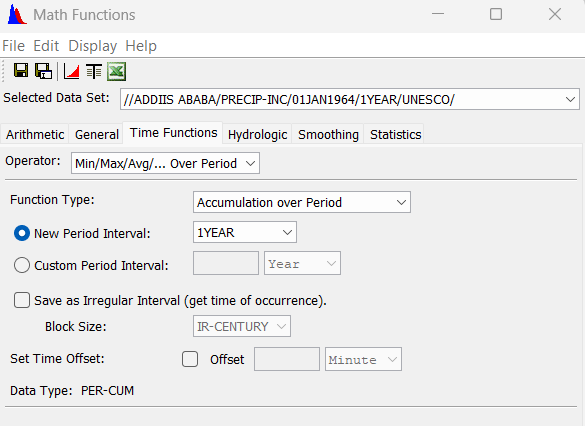 Math Functions
File Edit Display Help
Selected Data Set: //ADDIIS ABABA/PRECIP-INC/01JAN1964/1YEAR/UNESCO/
Arithmetic General Time Functions Hydrologic Smoothing Statistics
Operator: Min/Max/Avg/... Over Period
Function Type: Accumulation over Period
New Period Interval: 1YEAR
Custom Period Interval: Year
Save as Irregular Interval (get time of occurrence).
Block Size: IR-CENTURY
Set Time Offset: Offset Minute
Data Type: PER-CUM